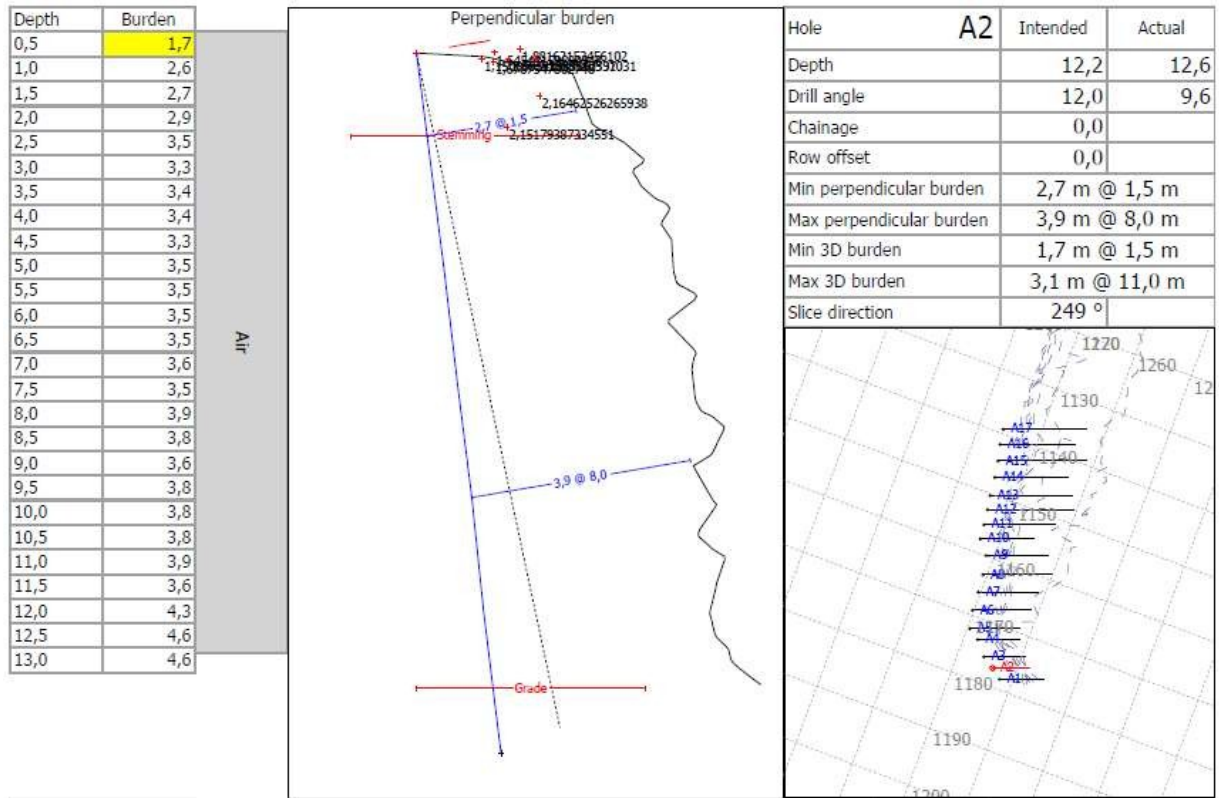 Depth Burden
0,5 1,7
1,0 2,6
1,5 2,7
2,0 2,9
2,5 3,5
3,0 3,3
3,5 3,4
4,0 3,4
4,5 3,3
5,0 3,5
5,5 3,5
6,0 3,5
6,5 3,5
7,0 3,6
7,5 3,5
8,0 3,9
8,5 3,8
9,0 3,6
9,5 3,8
10,0 3,8
10,5 3,8
11,0 3,9
11,5 3,6
12,0 4,3
12,5 4,6
13,0 4,6
Air
Perpendicular burden
2,16462526265938
2,7 @ 1,5
Stemming
2,15179387334551
3,9 @ 8,0
Grade
Hole A2 Intended Actual
Depth 12,2 12,6
Drill angle 12,0 9,6
Chainage 0,0
Row offset 0,0
Min perpendicular burden 2,7 m @ 1,5 m
Max perpendicular burden 3,9 m @ 8,0 m
Min 3D burden 1,7 m @ 1,5 m
Max 3D burden 3,1 m @ 11,0 m
Slice direction 249 º
1220
1260
12
1130
A17
A16
A15
1140
A14
A13
A12
1150
A11
A10
A9
A8
1160
A7
A6
A5
1170
A4
A3
A2
A1
1180
1190
1200